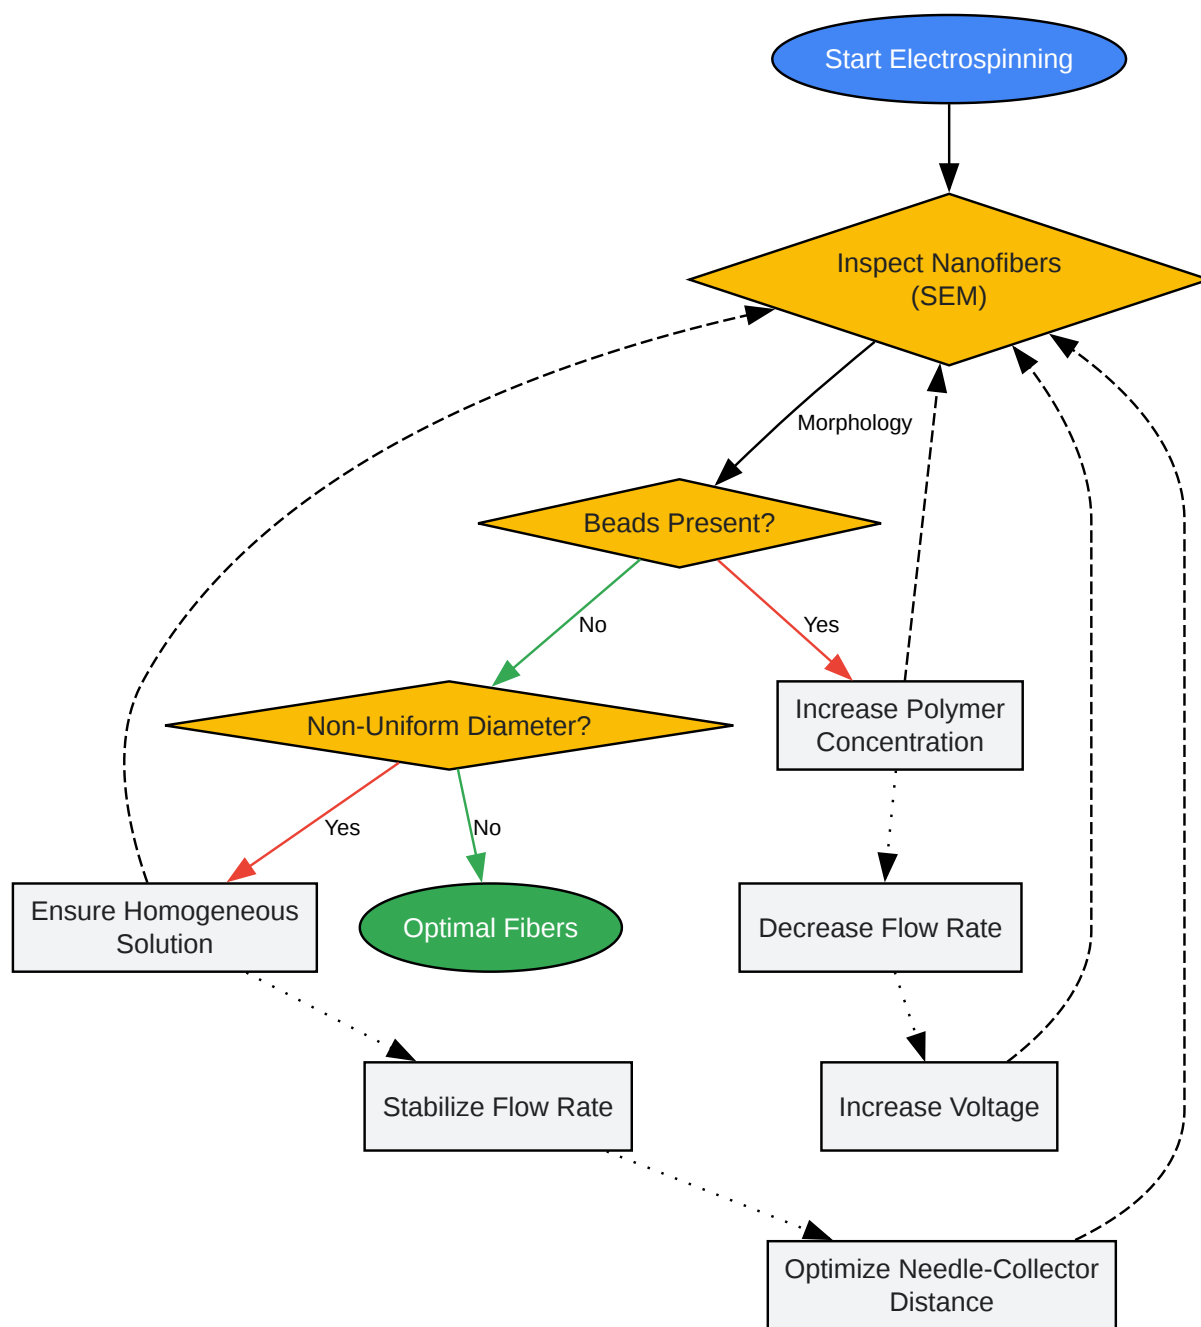 Start Electrospinning
Inspect Nanofibers
(SEM)
Morphology
Beads Present?
No
Yes
Non-Uniform Diameter?
Increase Polymer
Concentration
Yes
No
Ensure Homogeneous
Solution
Optimal Fibers
Decrease Flow Rate
Stabilize Flow Rate
Increase Voltage
Optimize Needle-Collector
Distance